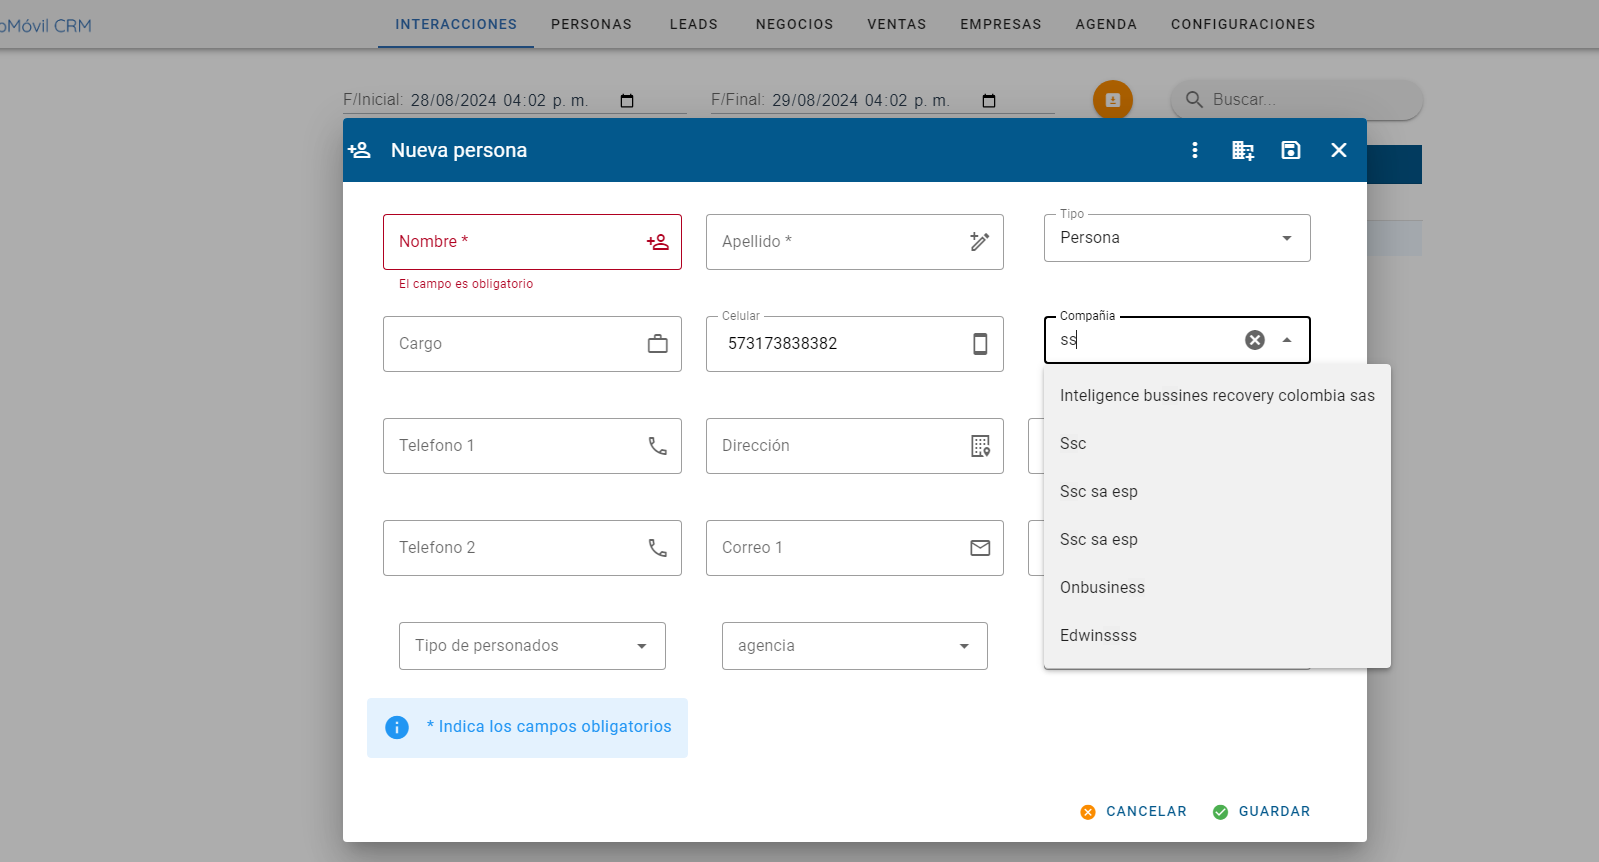 oMóvil CRM
INTERACCIONES PERSONAS LEADS NEGOCIOS VENTAS EMPRESAS AGENDA CONFIGURACIONES
F/Inicial: 28/08/2024 04:02 p. m. F/Final: 29/08/2024 04:02 p. m. Buscar...
Nueva persona
Nombre * Apellido * Tipo
Persona
El campo es obligatorio
Cargo Celular Compañia
573173838382 ss
Inteligence bussines recovery colombia sas
Telefono 1 Dirección Ssc
Ssc sa esp
Telefono 2 Correo 1 Ssc sa esp
Onbusiness
Tipo de personados agencia Edwinssss
* Indica los campos obligatorios
CANCELAR GUARDAR